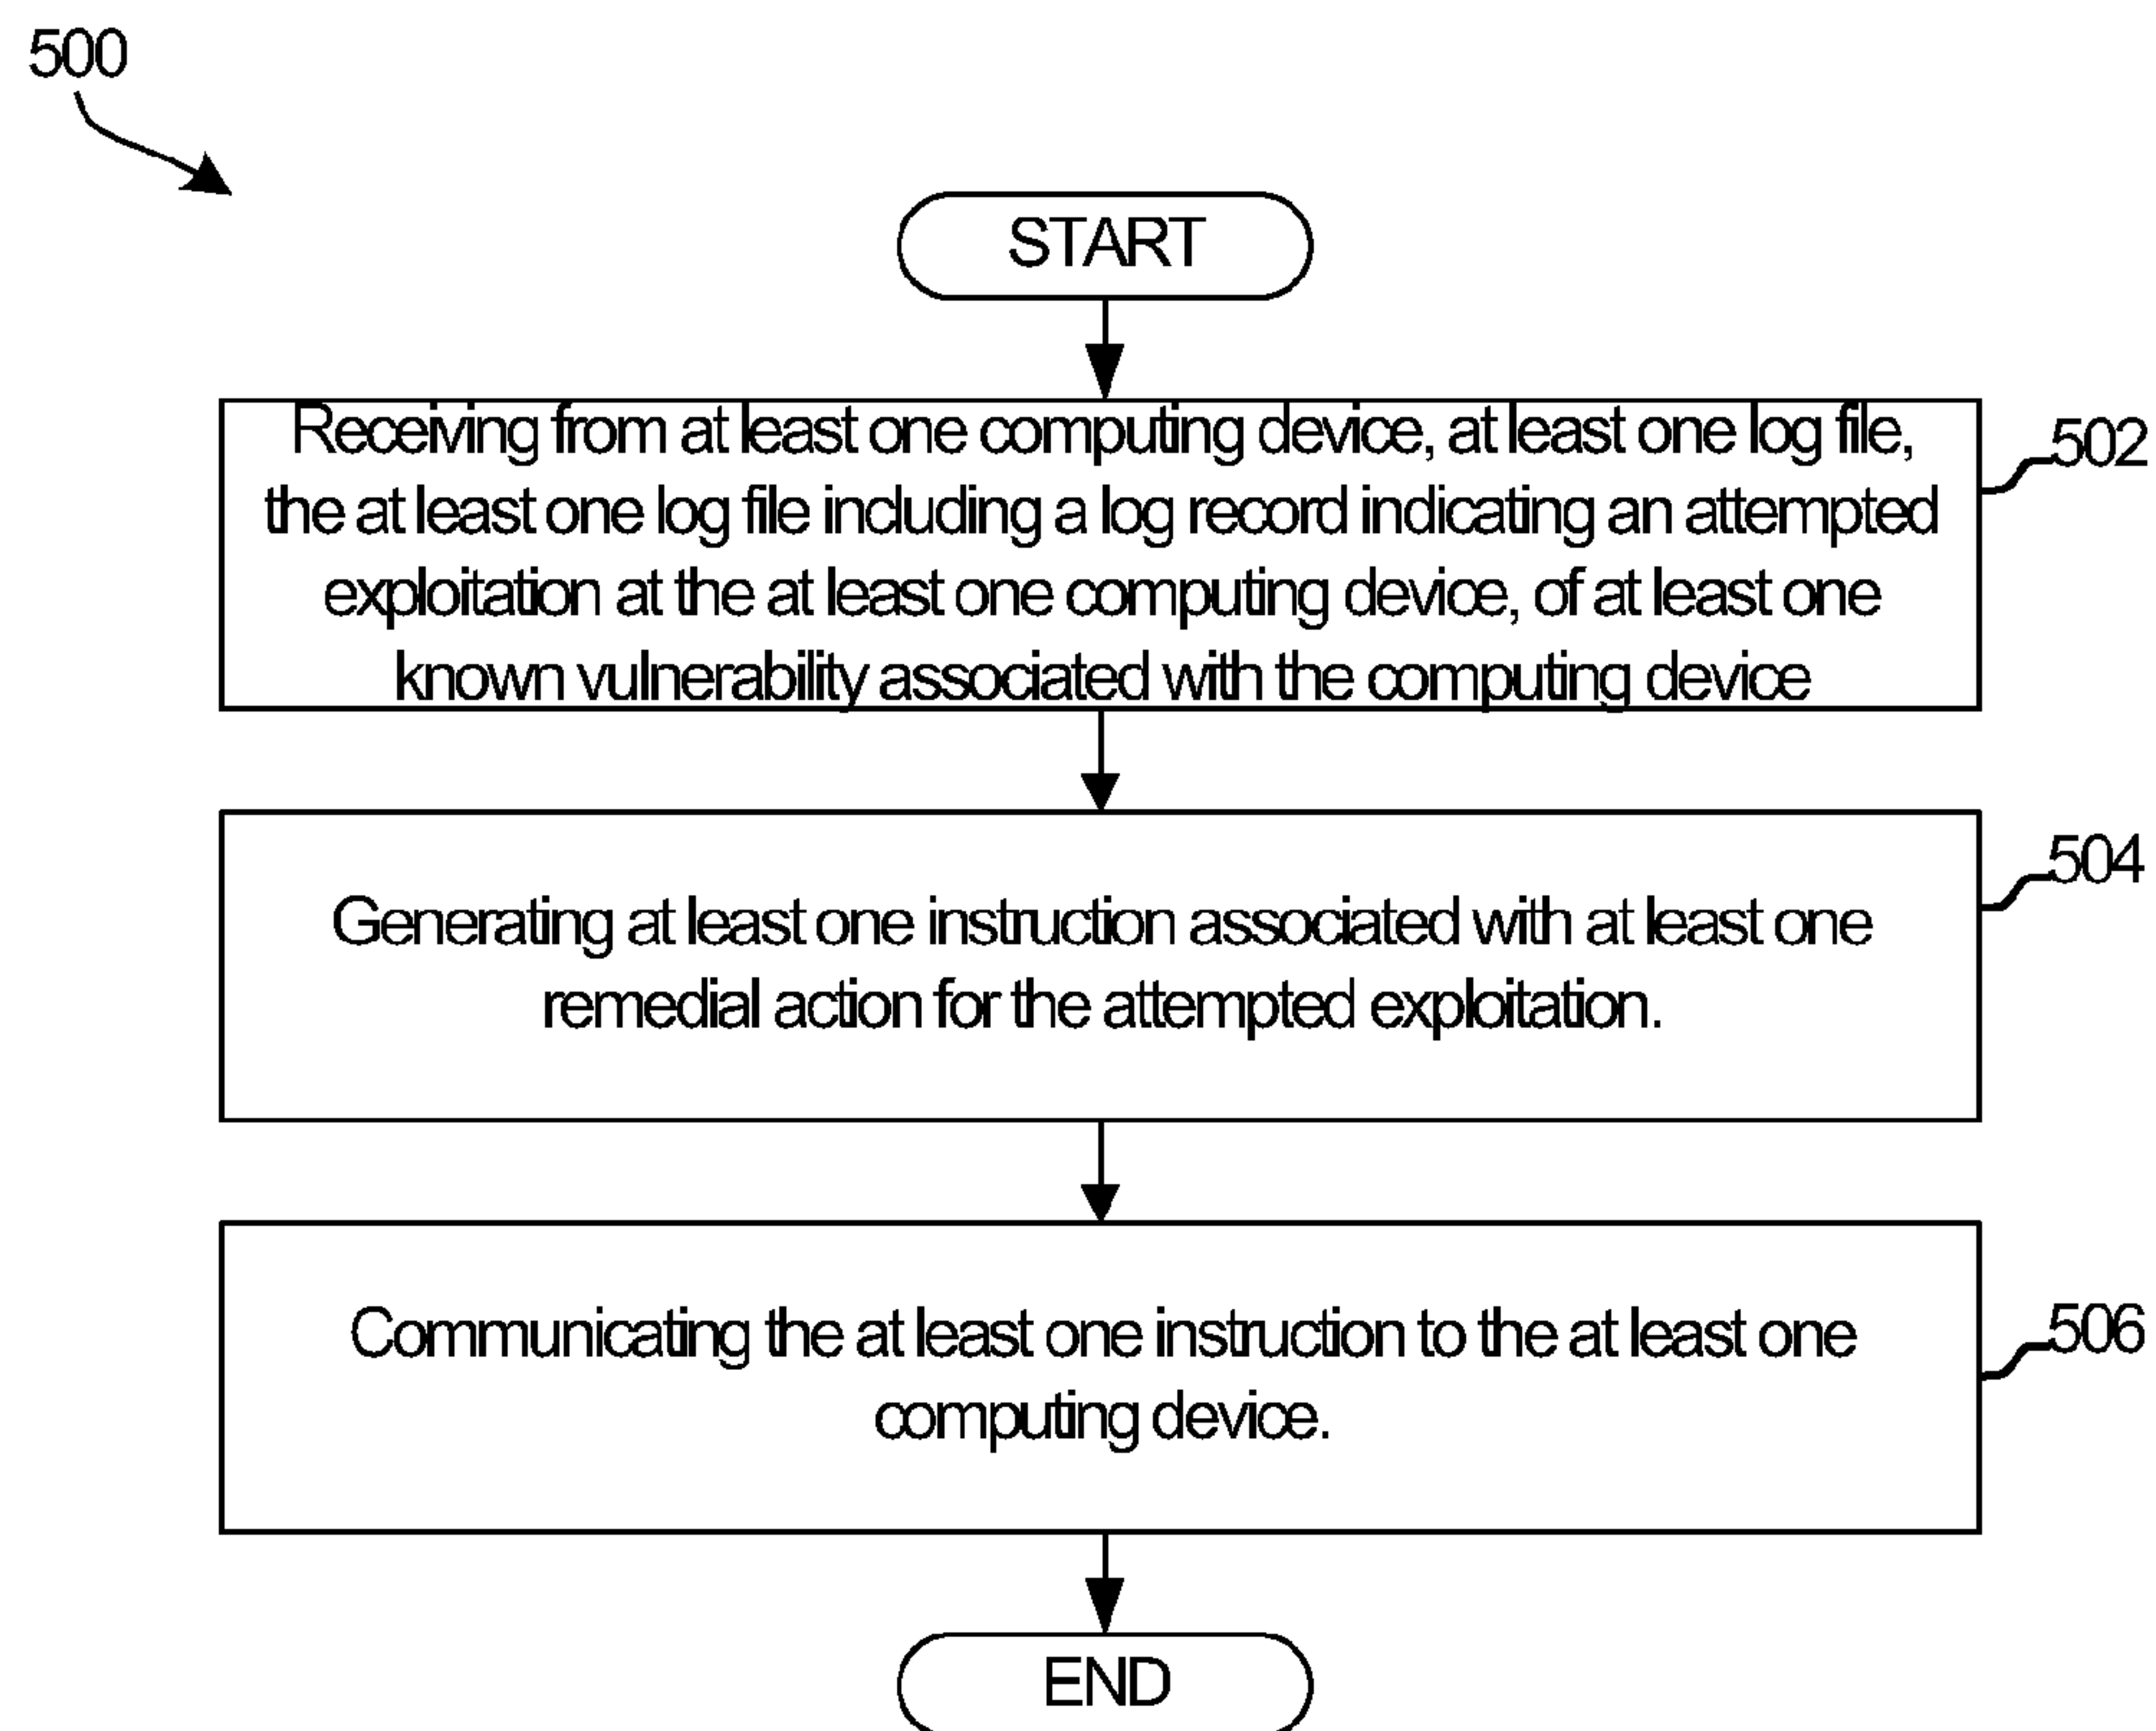 500
START
Receiving from at least one computing device, at least one log file,
the at least one log file including a log record indicating an attempted
exploitation at the at least one computing device, of at least one
known vulnerability associated with the computing device
502
Generating at least one instruction associated with at least one
remedial action for the attempted exploitation.
504
Communicating the at least one instruction to the at least one
computing device.
506
END